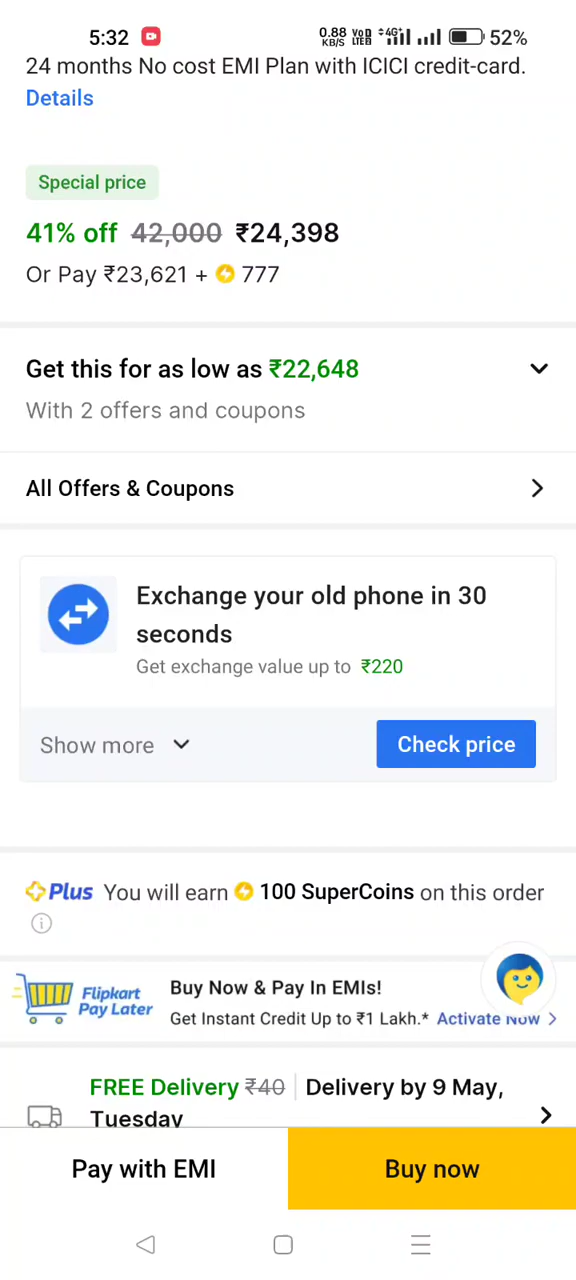 5:32 0.88 KB/S VoD LTED 4G 52%
24 months No cost EMI Plan with ICICI credit-card.
Details
Special price
41% off 42,000 ₹24,398
Or Pay ₹23,621 + 777
Get this for as low as ₹22,648
With 2 offers and coupons
All Offers & Coupons
Exchange your old phone in 30
seconds
Get exchange value up to ₹220
Show more
Check price
Plus You will earn 100 SuperCoins on this order
Flipkart
Pay Later
Buy Now & Pay In EMIs!
Get Instant Credit Up to ₹1 Lakh.* Activate Now
FREE Delivery ₹40 Delivery by 9 May,
Tuesday
Pay with EMI
Buy now